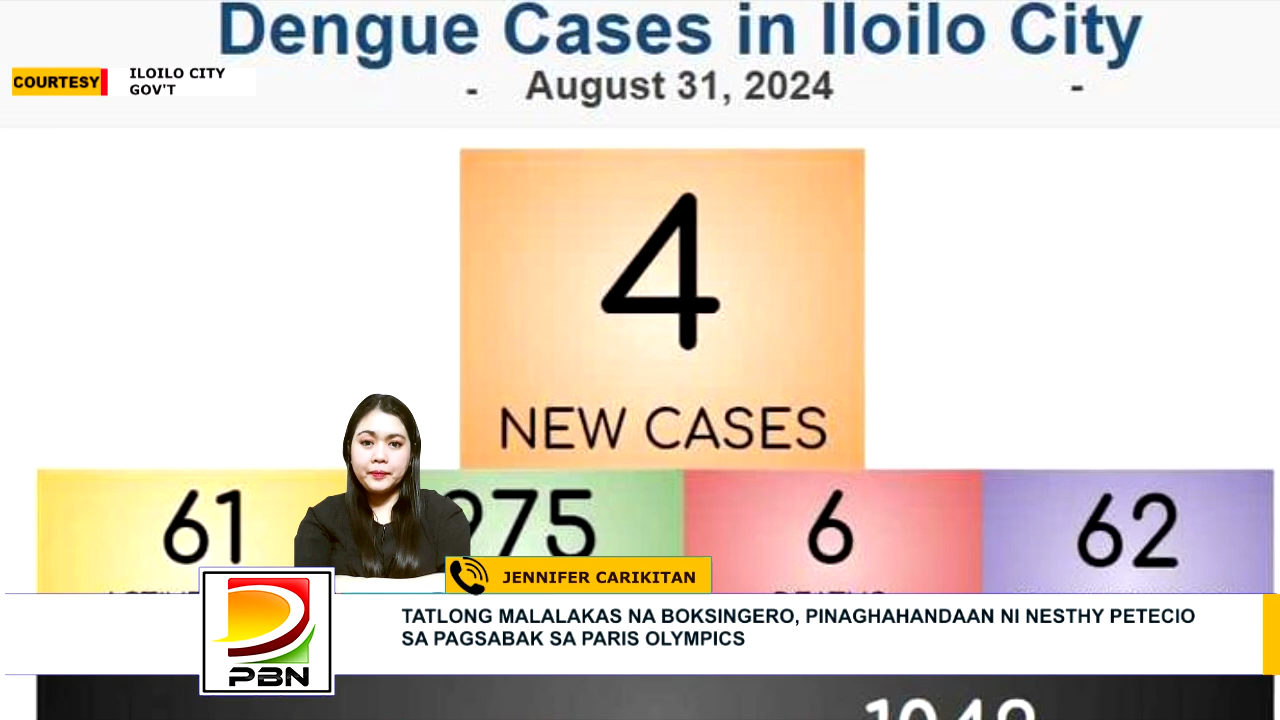 Dengue Cases in Iloilo City
COURTESY
ILOILO CITY
GOV'T
- August 31, 2024 -
4
NEW CASES
61
975
6
62
JENNIFER CARIKITAN
TATLONG MALALAKAS NA BOKSINGERO, PINAGHAHANDAAN NI NESTHY PETECIO
SA PAGSABAK SA PARIS OLYMPICS
PBN